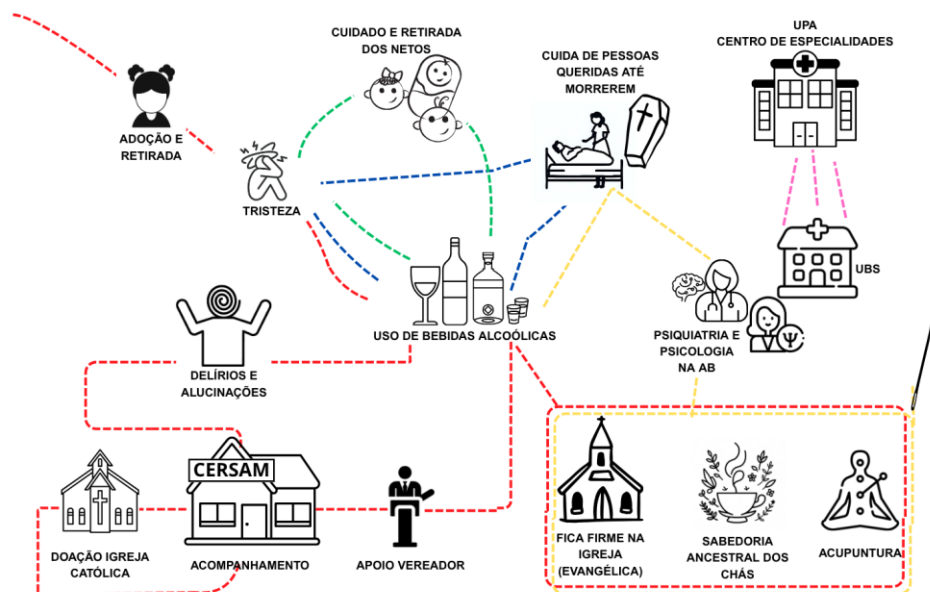 CUIDADO E RETIRADA
DOS NETOS
UPA
CENTRO DE ESPECIALIDADES
CUIDA DE PESSOAS
QUERIDAS ATÉ
MORREREM
ADOÇÃO E
RETIRADA
TRISTEZA
UBS
USO DE BEBIDAS ALCOÓLICAS
PSIQUIATRIA E
PSICOLOGIA
NA AB
Ψ
DELÍRIOS E
ALUCINAÇÕES
CERSAM
DOAÇÃO IGREJA
CATÓLICA
ACOMPANHAMENTO
APOIO VEREADOR
FICA FIRME NA
IGREJA
(EVANGÉLICA)
SABEDORIA
ANCESTRAL DOS
CHÁS
ACUPUNTURA